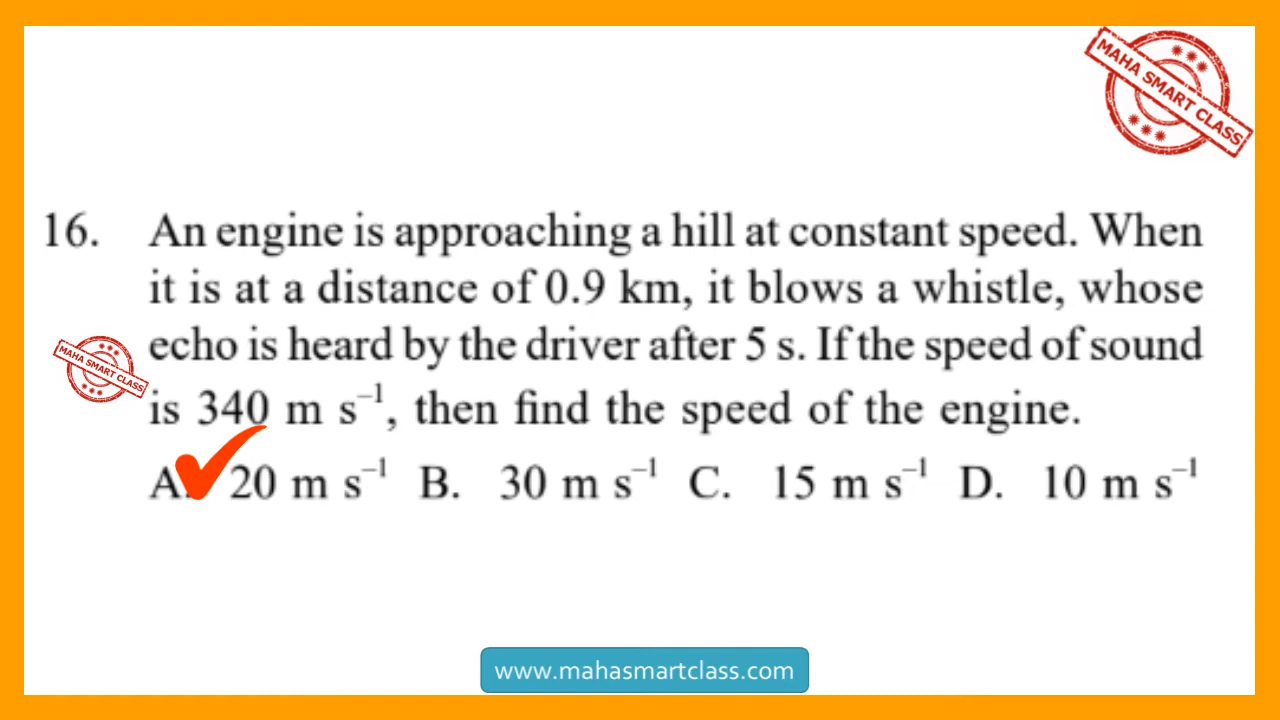 MAHA SMART CLASS
16. An engine is approaching a hill at constant speed. When
it is at a distance of 0.9 km, it blows a whistle, whose
MAHA SMART CLASS
echo is heard by the driver after 5 s. If the speed of sound
is 340 m s⁻¹, then find the speed of the engine.
A. 20 m s⁻¹ B. 30 m s⁻¹ C. 15 m s⁻¹ D. 10 m s⁻¹
www.mahasmartclass.com